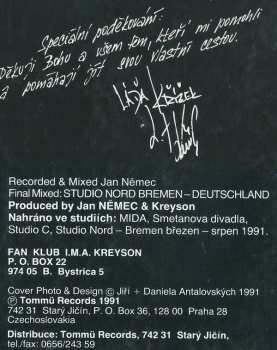 Speciální poděkování:
Děkuji Bohu a všem těm, kteří mi pomohli
a pomáhají jít svou vlastní cestou.
Láďa Křížek
Recorded & Mixed Jan Němec
Final Mixed: STUDIO NORD BREMEN – DEUTSCHLAND
Produced by Jan NĚMEC & Kreyson
Nahráno ve studiích: MIDA, Smetanova divadla,
Studio C, Studio Nord – Bremen březen – srpen 1991.
FAN KLUB I.M.A. KREYSON
P. O. BOX 22
974 05 B. Bystrica 5
Cover Photo & Design © Jiří + Daniela Antalovských 1991
Ⓟ Tommü Records 1991
742 31 Starý Jičín, P. O. Box 36, 128 00 Praha 28
Czechoslovakia
Distribuce: Tommü Records, 742 31 Starý Jičín,
tel./fax: 0656/243 59